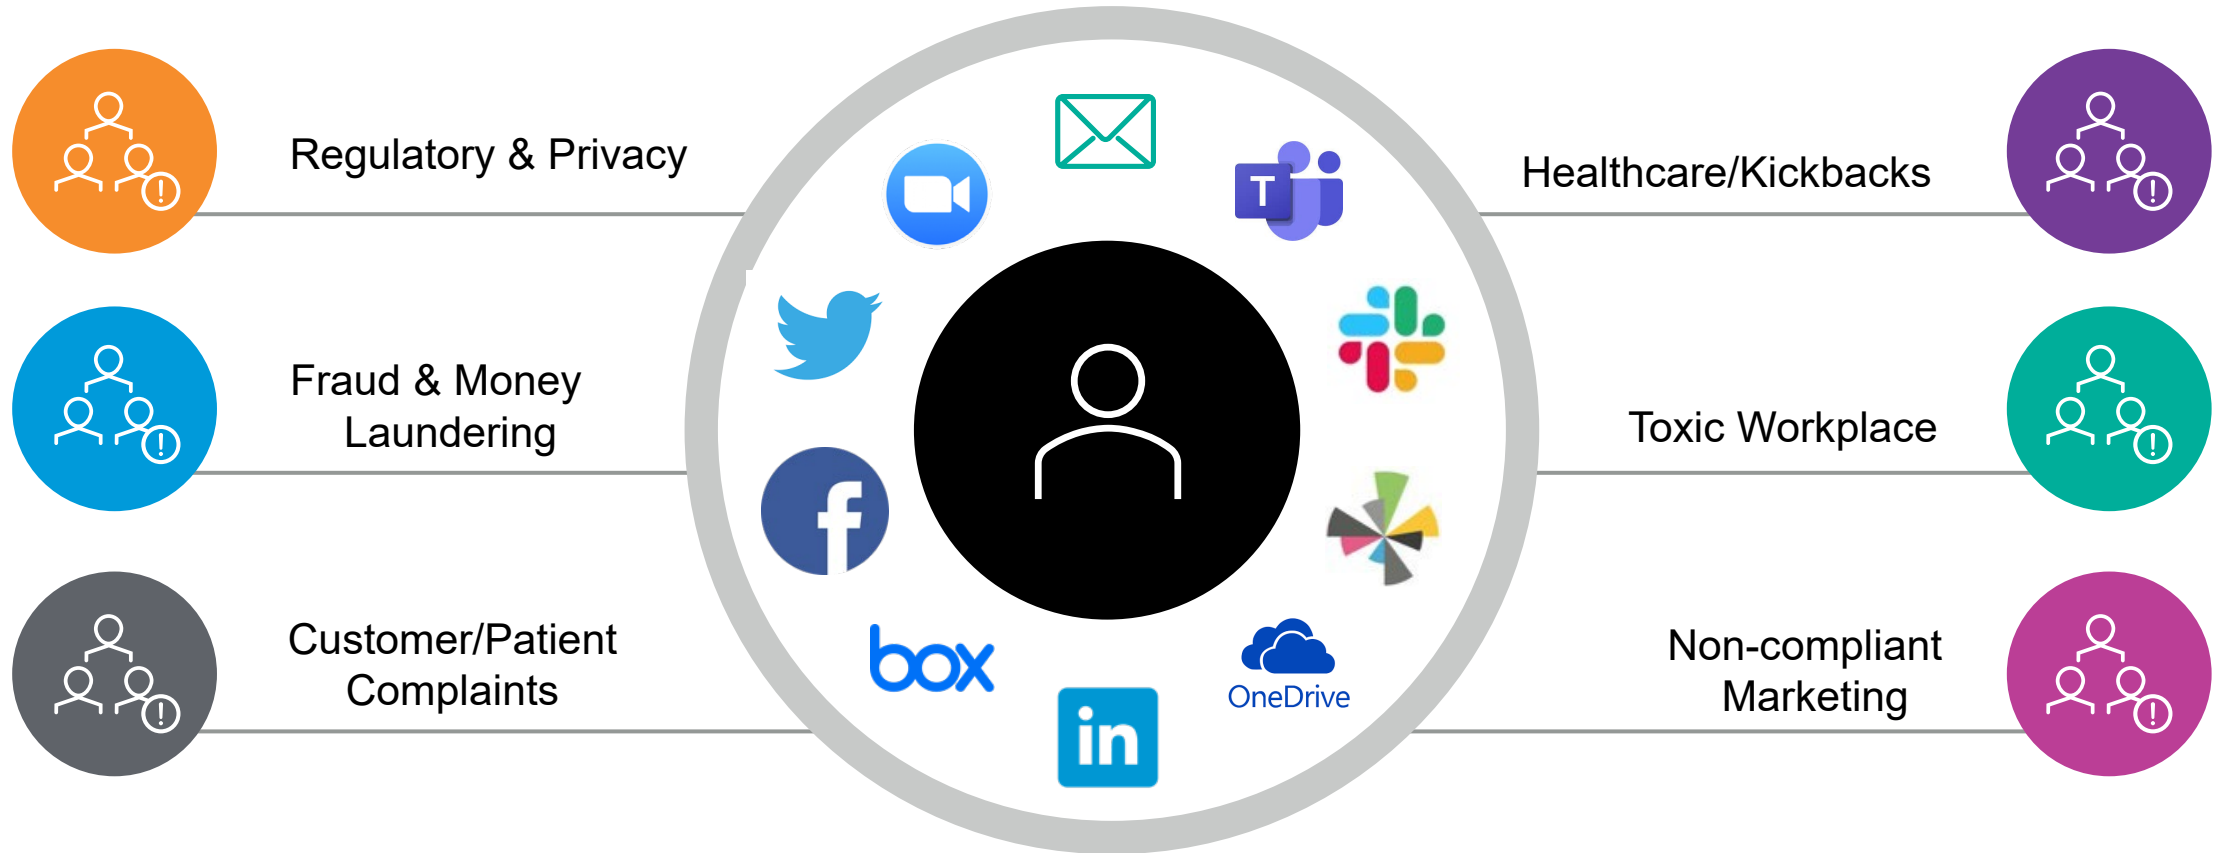 Regulatory & Privacy
Fraud & Money
Laundering
Customer/Patient
Complaints
T
f
box
in
OneDrive
Healthcare/Kickbacks
Toxic Workplace
Non-compliant
Marketing